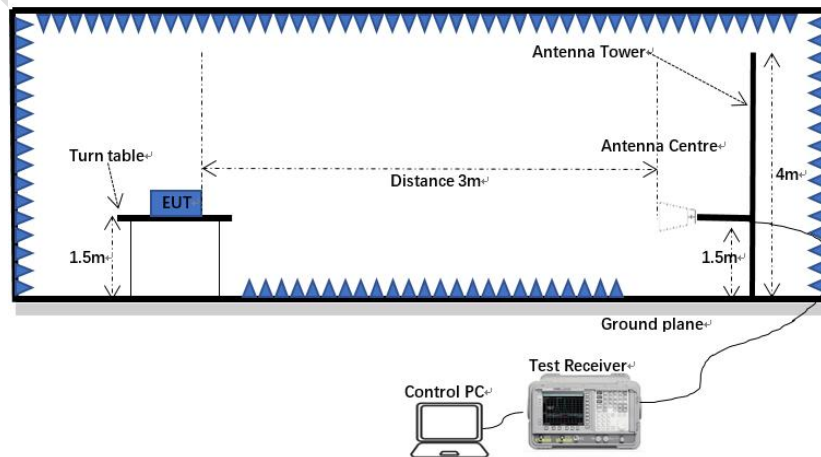 Antenna Tower
Antenna Centre
Turn table
Distance 3m
4m
EUT
1.5m
1.5m
Ground plane
Test Receiver
Control PC